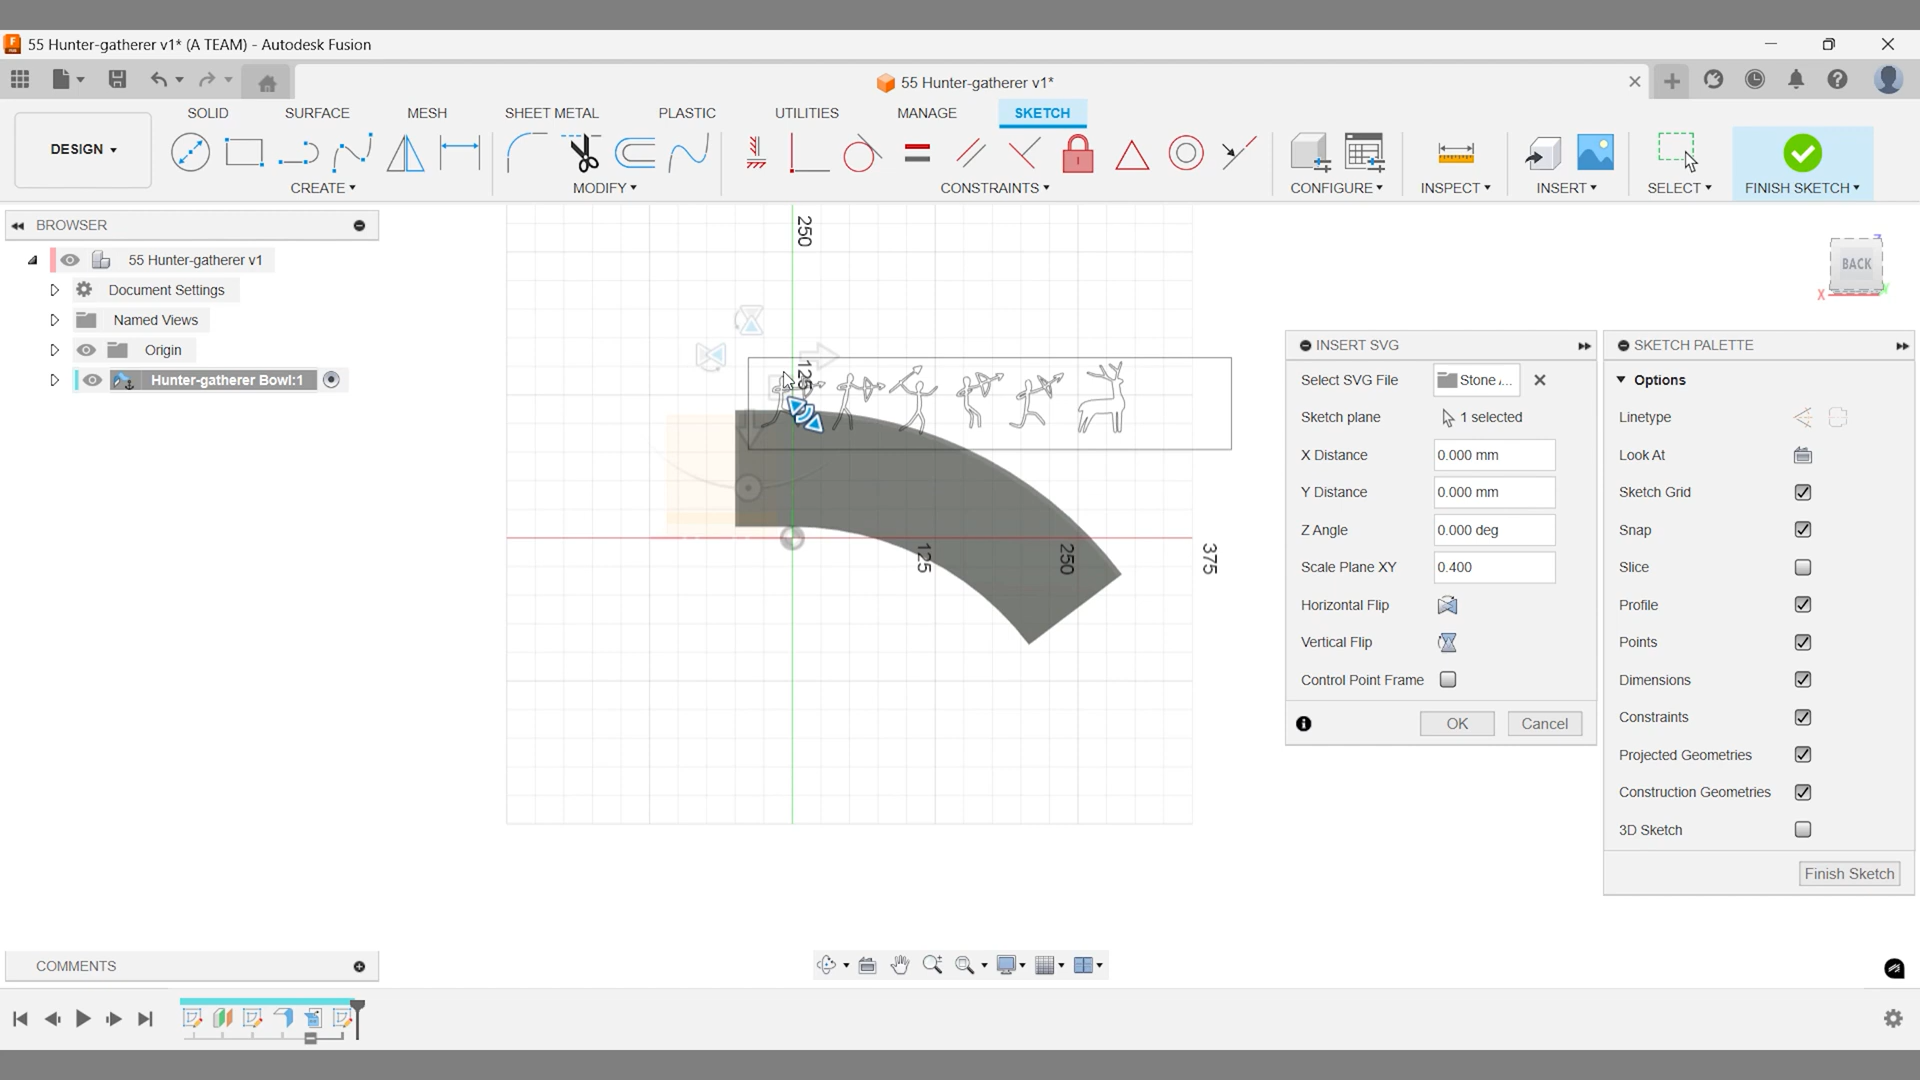 55 Hunter-gatherer v1* (A TEAM) - Autodesk Fusion
55 Hunter-gatherer v1*
SOLID SURFACE MESH SHEET METAL PLASTIC UTILITIES MANAGE SKETCH
DESIGN
CREATE MODIFY CONSTRAINTS CONFIGURE INSPECT INSERT SELECT FINISH SKETCH
BROWSER
55 Hunter-gatherer v1
Document Settings
Named Views
Origin
Hunter-gatherer Bowl:1
250
125
125
250
375
BACK
Z
X
Y
INSERT SVG
Select SVG File Stone /...
Sketch plane 1 selected
X Distance 0.000 mm
Y Distance 0.000 mm
Z Angle 0.000 deg
Scale Plane XY 0.400
Horizontal Flip
Vertical Flip
Control Point Frame
OK Cancel
SKETCH PALETTE
Options
Linetype
Look At
Sketch Grid
Snap
Slice
Profile
Points
Dimensions
Constraints
Projected Geometries
Construction Geometries
3D Sketch
Finish Sketch
COMMENTS